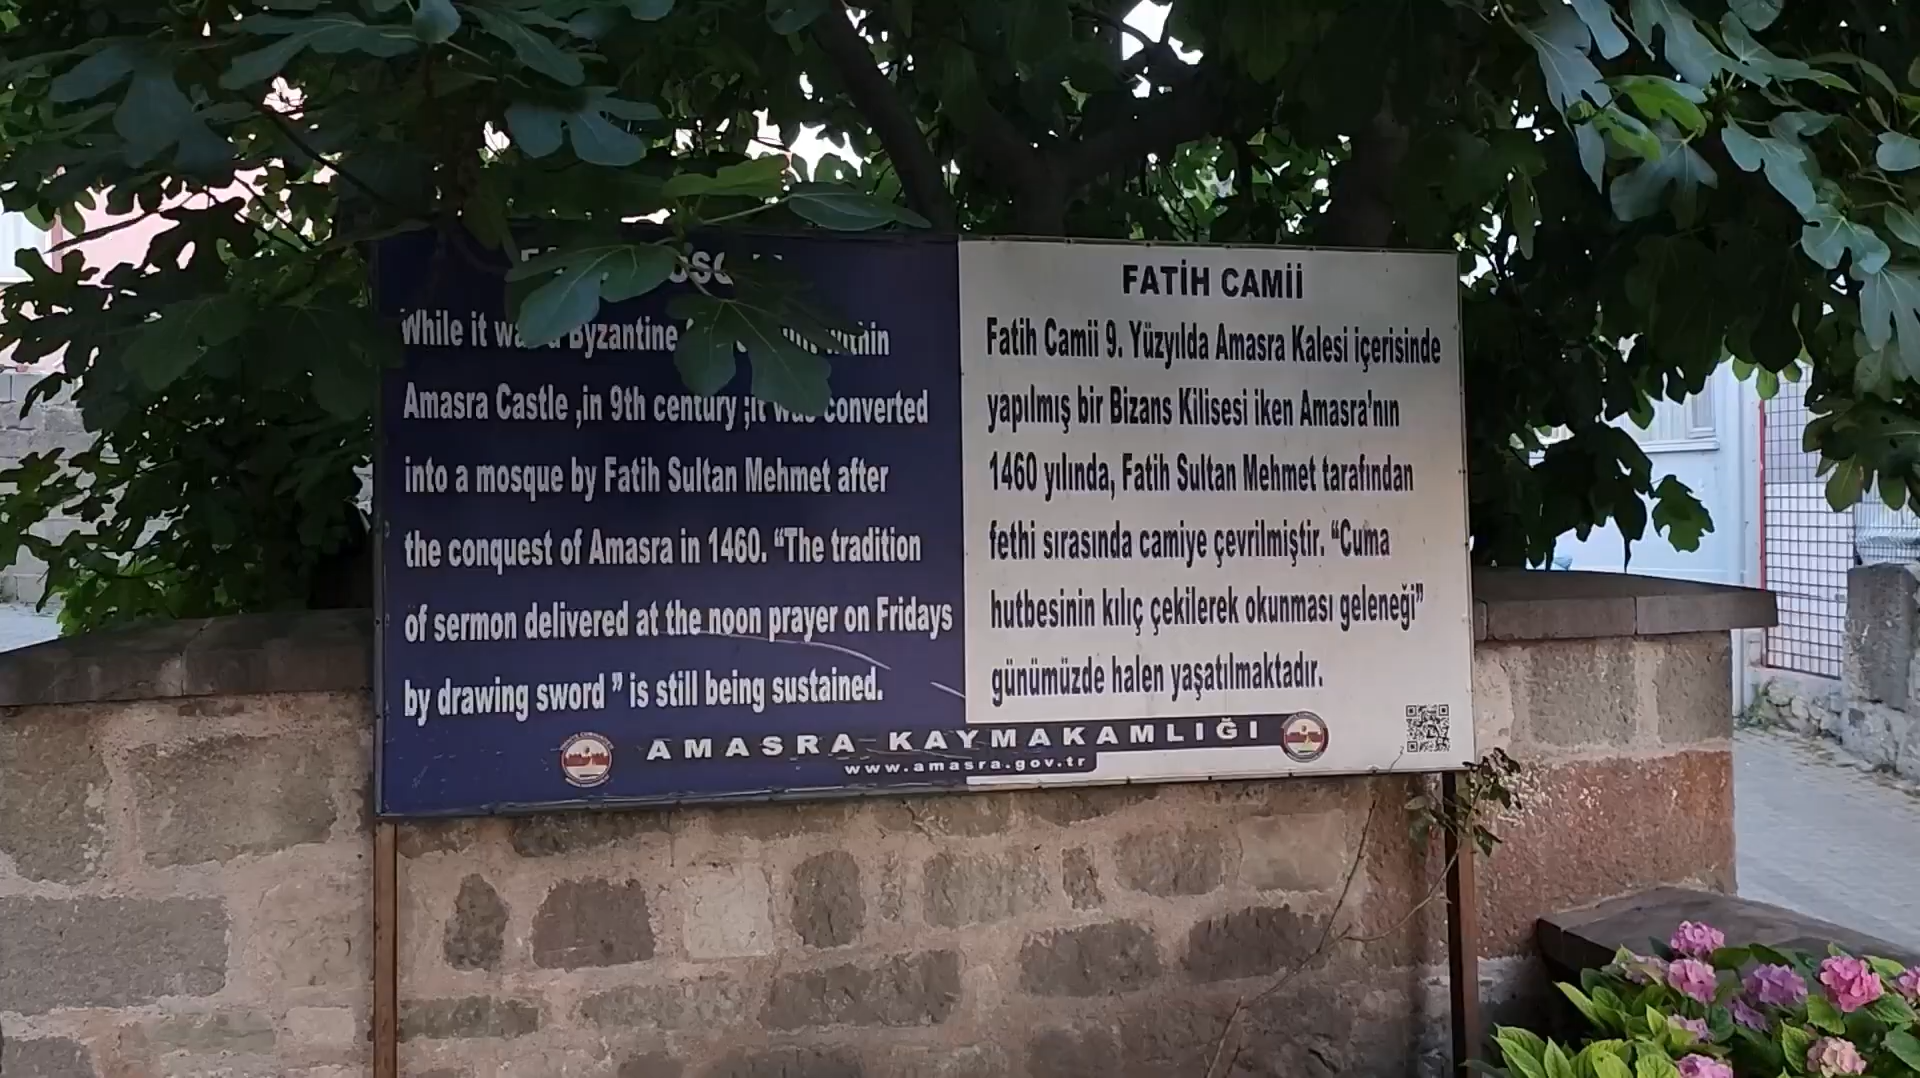 While it was a Byzantine within
Amasra Castle ,in 9th century ;it was converted
into a mosque by Fatih Sultan Mehmet after
the conquest of Amasra in 1460. “The tradition
of sermon delivered at the noon prayer on Fridays
by drawing sword ” is still being sustained.
FATİH CAMİİ
Fatih Camii 9. Yüzyılda Amasra Kalesi içerisinde
yapılmış bir Bizans Kilisesi iken Amasra’nın
1460 yılında, Fatih Sultan Mehmet tarafından
fethi sırasında camiye çevrilmiştir. “Cuma
hutbesinin kılıç çekilerek okunması geleneği”
günümüzde halen yaşatılmaktadır.
AMASRA KAYMAKAMLIĞI
www.amasra.gov.tr